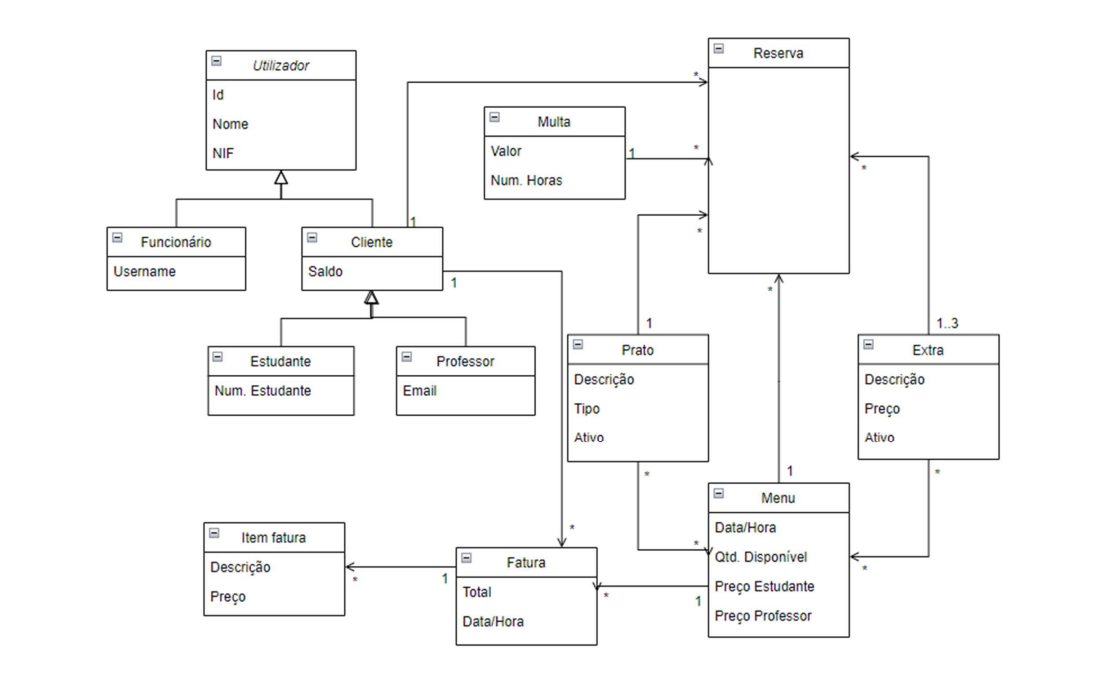 Utilizador
Id
Nome
NIF
Reserva
*
*
*
*
Multa
Valor
Num. Horas
1
Funcionário
Username
Cliente
Saldo
1
1
*
Estudante
Num. Estudante
Professor
Email
1
Prato
Descrição
Tipo
Ativo
*
1..3
Extra
Descrição
Preço
Ativo
*
1
Menu
Data/Hora
Qtd. Disponível
Preço Estudante
Preço Professor
*
*
1
*
*
Fatura
Total
Data/Hora
1
*
Item fatura
Descrição
Preço